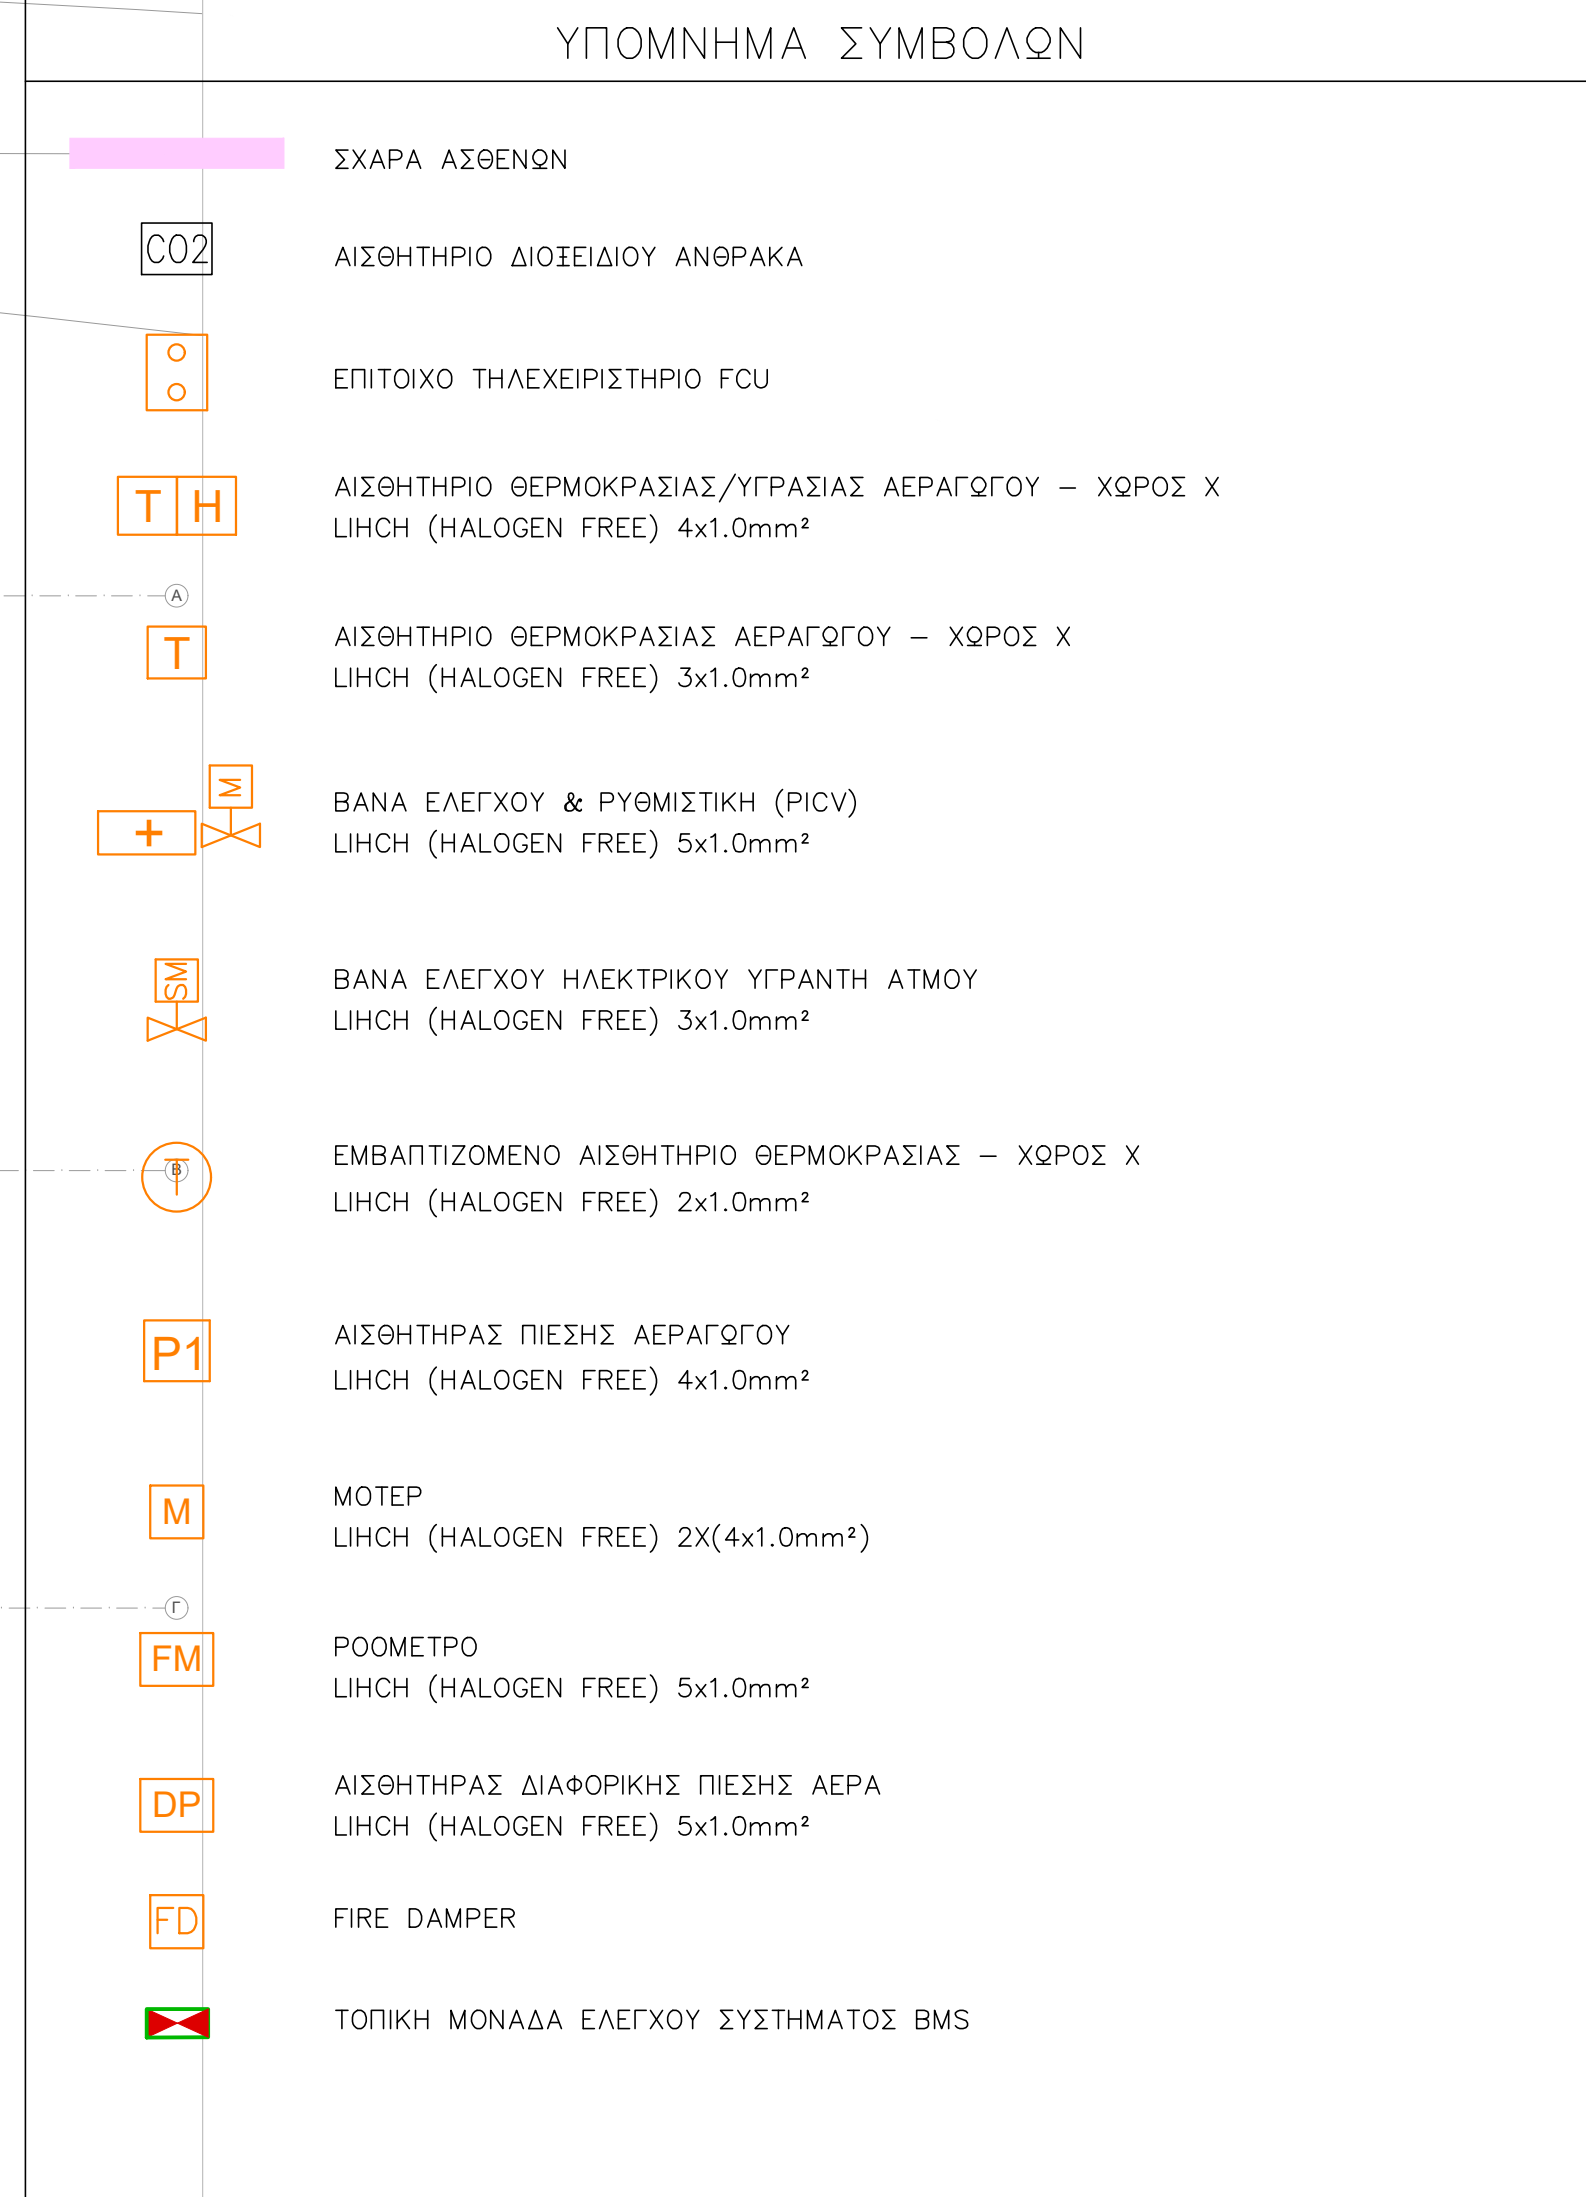 ΥΠΟΜΝΗΜΑ ΣΥΜΒΟΛΩΝ
ΣΧΑΡΑ ΑΣΘΕΝΩΝ
CO2
ΑΙΣΘΗΤΗΡΙΟ ΔΙΟΞΕΙΔΙΟΥ ΑΝΘΡΑΚΑ
ΕΠΙΤΟΙΧΟ ΤΗΛΕΧΕΙΡΙΣΤΗΡΙΟ FCU
T H
ΑΙΣΘΗΤΗΡΙΟ ΘΕΡΜΟΚΡΑΣΙΑΣ/ΥΓΡΑΣΙΑΣ ΑΕΡΑΓΩΓΟΥ – ΧΩΡΟΣ Χ
LIHCH (HALOGEN FREE) 4x1.0mm²
A
T
ΑΙΣΘΗΤΗΡΙΟ ΘΕΡΜΟΚΡΑΣΙΑΣ ΑΕΡΑΓΩΓΟΥ – ΧΩΡΟΣ Χ
LIHCH (HALOGEN FREE) 3x1.0mm²
M
+
ΒΑΝΑ ΕΛΕΓΧΟΥ & ΡΥΘΜΙΣΤΙΚΗ (PICV)
LIHCH (HALOGEN FREE) 5x1.0mm²
SM
ΒΑΝΑ ΕΛΕΓΧΟΥ ΗΛΕΚΤΡΙΚΟΥ ΥΓΡΑΝΤΗ ΑΤΜΟΥ
LIHCH (HALOGEN FREE) 3x1.0mm²
B
T
ΕΜΒΑΠΤΙΖΟΜΕΝΟ ΑΙΣΘΗΤΗΡΙΟ ΘΕΡΜΟΚΡΑΣΙΑΣ – ΧΩΡΟΣ Χ
LIHCH (HALOGEN FREE) 2x1.0mm²
P1
ΑΙΣΘΗΤΗΡΑΣ ΠΙΕΣΗΣ ΑΕΡΑΓΩΓΟΥ
LIHCH (HALOGEN FREE) 4x1.0mm²
M
ΜΟΤΕΡ
LIHCH (HALOGEN FREE) 2X(4x1.0mm²)
Γ
FM
ΡΟΟΜΕΤΡΟ
LIHCH (HALOGEN FREE) 5x1.0mm²
DP
ΑΙΣΘΗΤΗΡΑΣ ΔΙΑΦΟΡΙΚΗΣ ΠΙΕΣΗΣ ΑΕΡΑ
LIHCH (HALOGEN FREE) 5x1.0mm²
FD
FIRE DAMPER
ΤΟΠΙΚΗ ΜΟΝΑΔΑ ΕΛΕΓΧΟΥ ΣΥΣΤΗΜΑΤΟΣ BMS